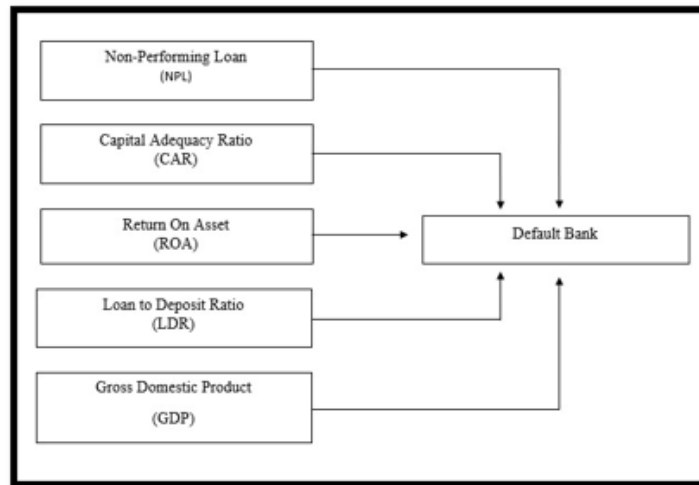 Non-Performing Loan
(NPL)
Capital Adequacy Ratio
(CAR)
Return On Asset
(ROA)
Default Bank
Loan to Deposit Ratio
(LDR)
Gross Domestic Product
(GDP)